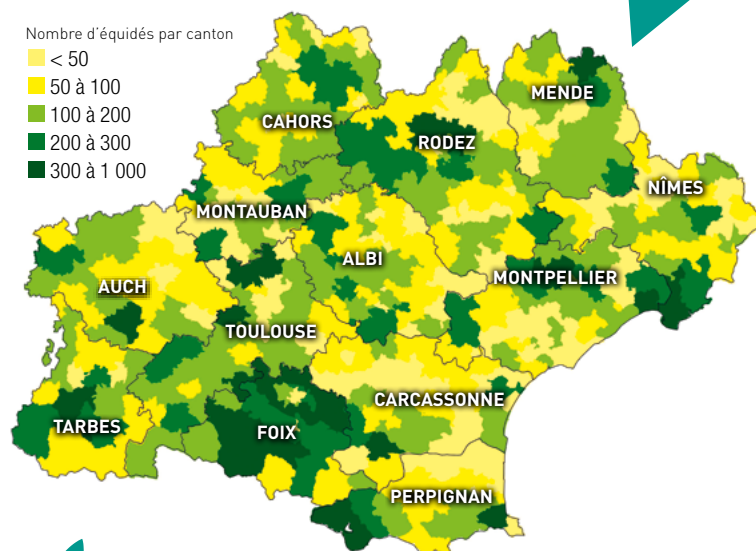 Nombre d'équidés par canton
< 50
50 à 100
100 à 200
200 à 300
300 à 1 000
MENDE
CAHORS
RODEZ
NÎMES
MONTAUBAN
ALBI
MONTPELLIER
AUCH
TOULOUSE
CARCASSONNE
TARBES
FOIX
PERPIGNAN